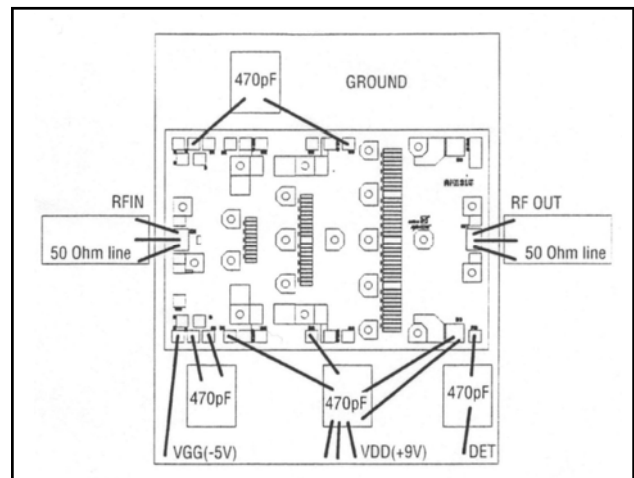 470pF
GROUND
RFIN
RF OUT
50 Ohm line
50 Ohm line
470pF
470pF
470pF
VGG(-5V)
VDD(+9V)
DET